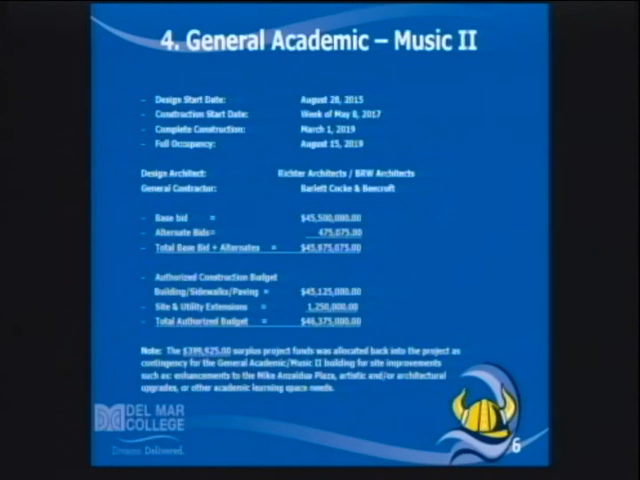 4. General Academic – Music II
– Design Start Date: August 28, 2015
– Construction Start Date: Week of May 8, 2017
– Complete Construction: March 1, 2019
– Full Occupancy: August 15, 2019
Design Architect: Richter Architects / BRW Architects
General Contractor: Barlett Cocke & Beecroft
– Base bid = $45,500,000.00
– Alternate Bids= 475,075.00
– Total Base Bid + Alternates = $45,975,075.00
– Authorized Construction Budget
Building/Sidewalks/Paving = $45,125,000.00
– Site & Utility Extensions = 1,250,000.00
– Total Authorized Budget = $46,375,000.00
Note: The $399,925.00 surplus project funds was allocated back into the project as
contingency for the General Academic/Music II building for site improvements
such as: enhancements to the Mike Anzaldua Plaza, artistic and/or architectural
upgrades, or other academic learning space needs.
DEL MAR
COLLEGE
Dreams. Delivered.
6